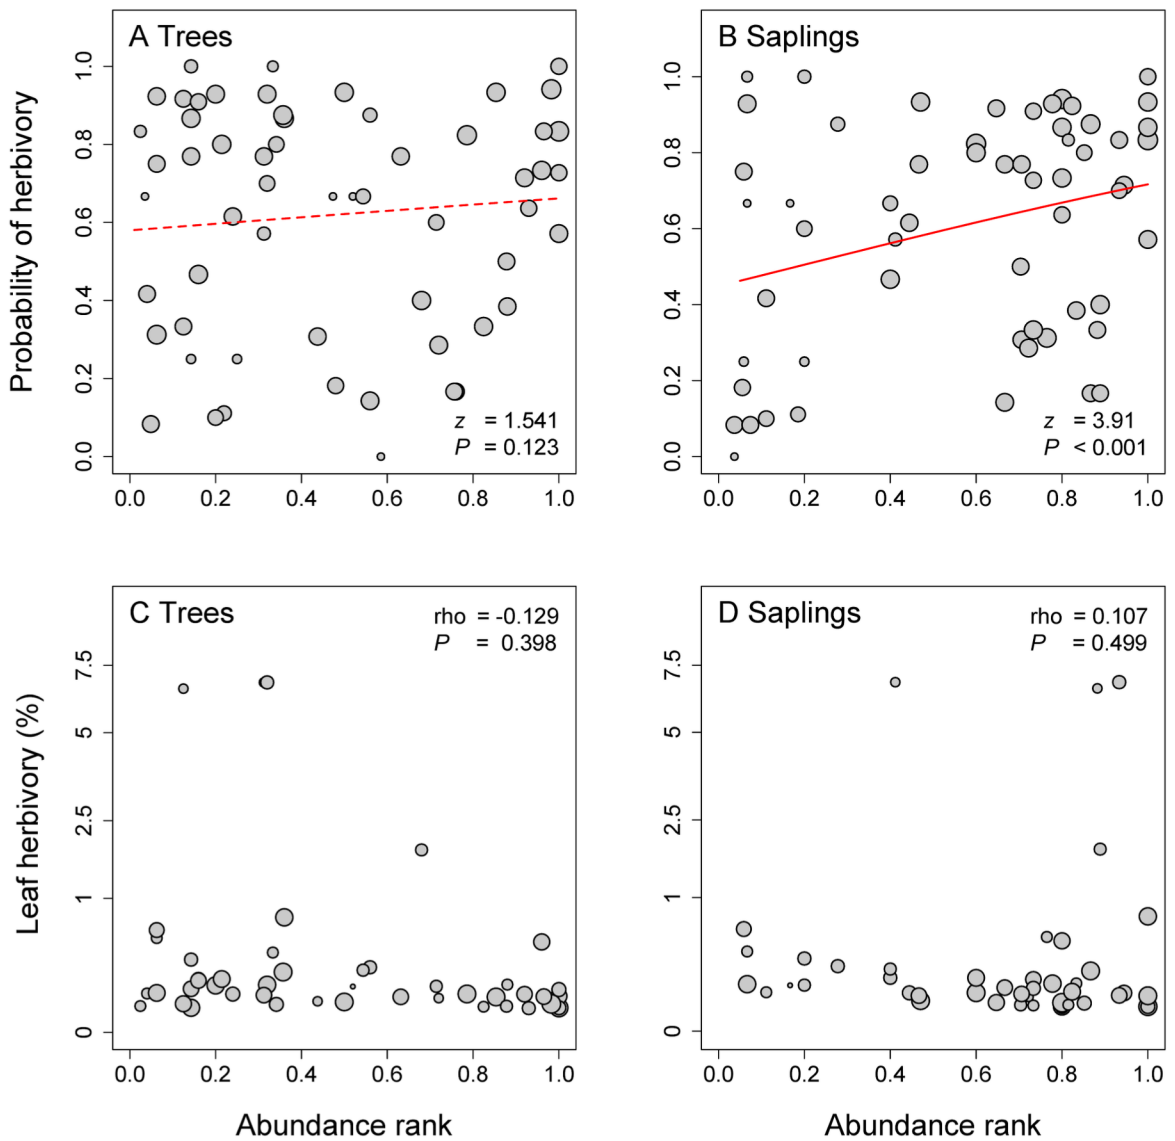 A Trees
Probability of herbivory
1.0
0.8
0.6
0.4
0.2
0.0
z = 1.541
P = 0.123
0.0 0.2 0.4 0.6 0.8 1.0
B Saplings
1.0
0.8
0.6
0.4
0.2
0.0
z = 3.91
P < 0.001
0.0 0.2 0.4 0.6 0.8 1.0
C Trees
rho = -0.129
P = 0.398
Leaf herbivory (%)
7.5
5
2.5
1
0
0.0 0.2 0.4 0.6 0.8 1.0
Abundance rank
D Saplings
rho = 0.107
P = 0.499
7.5
5
2.5
1
0
0.0 0.2 0.4 0.6 0.8 1.0
Abundance rank